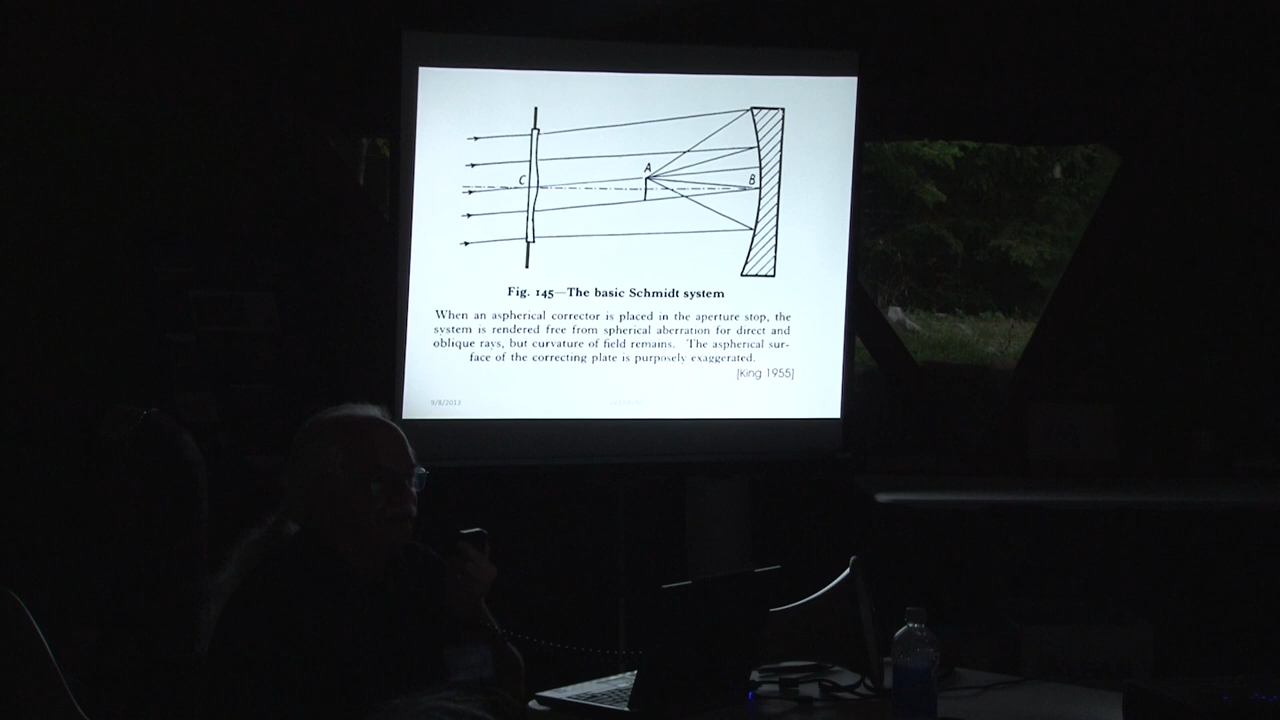 A
C
B
Fig. 145—The basic Schmidt system
When an aspherical corrector is placed in the aperture stop, the
system is rendered free from spherical aberration for direct and
oblique rays, but curvature of field remains. The aspherical sur-
face of the correcting plate is purposely exaggerated.
[King 1955]
9/8/2013